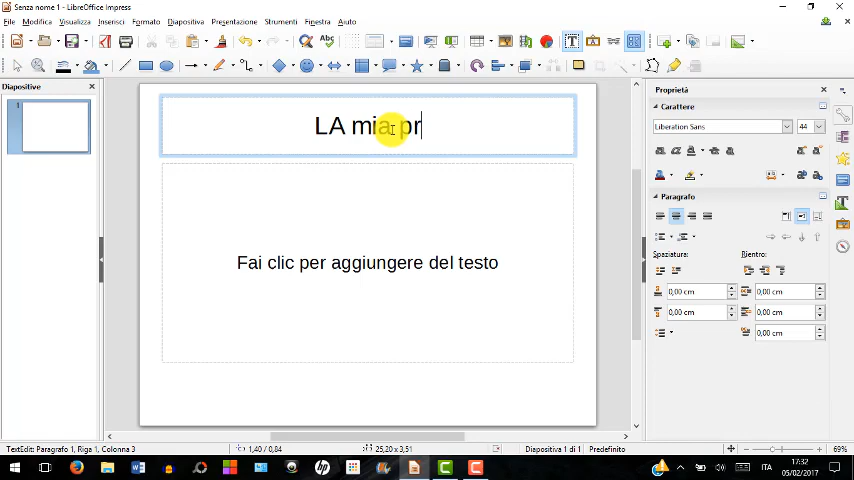 Senza nome 1 - LibreOffice Impress
File Modifica Visualizza Inserisci Formato Diapositiva Presentazione Strumenti Finestra Aiuto
Diapositive
1
LA mia pr
Fai clic per aggiungere del testo
Proprietà
Carattere
Liberation Sans
44
Paragrafo
Spaziatura:
Rientro:
0,00 cm
0,00 cm
0,00 cm
0,00 cm
0,00 cm
TextEdit: Paragrafo 1, Riga 1, Colonna 3
1,40 / 0,84
25,20 x 3,51
Diapositiva 1 di 1
Predefinito
69%
ITA
17:32
05/02/2017